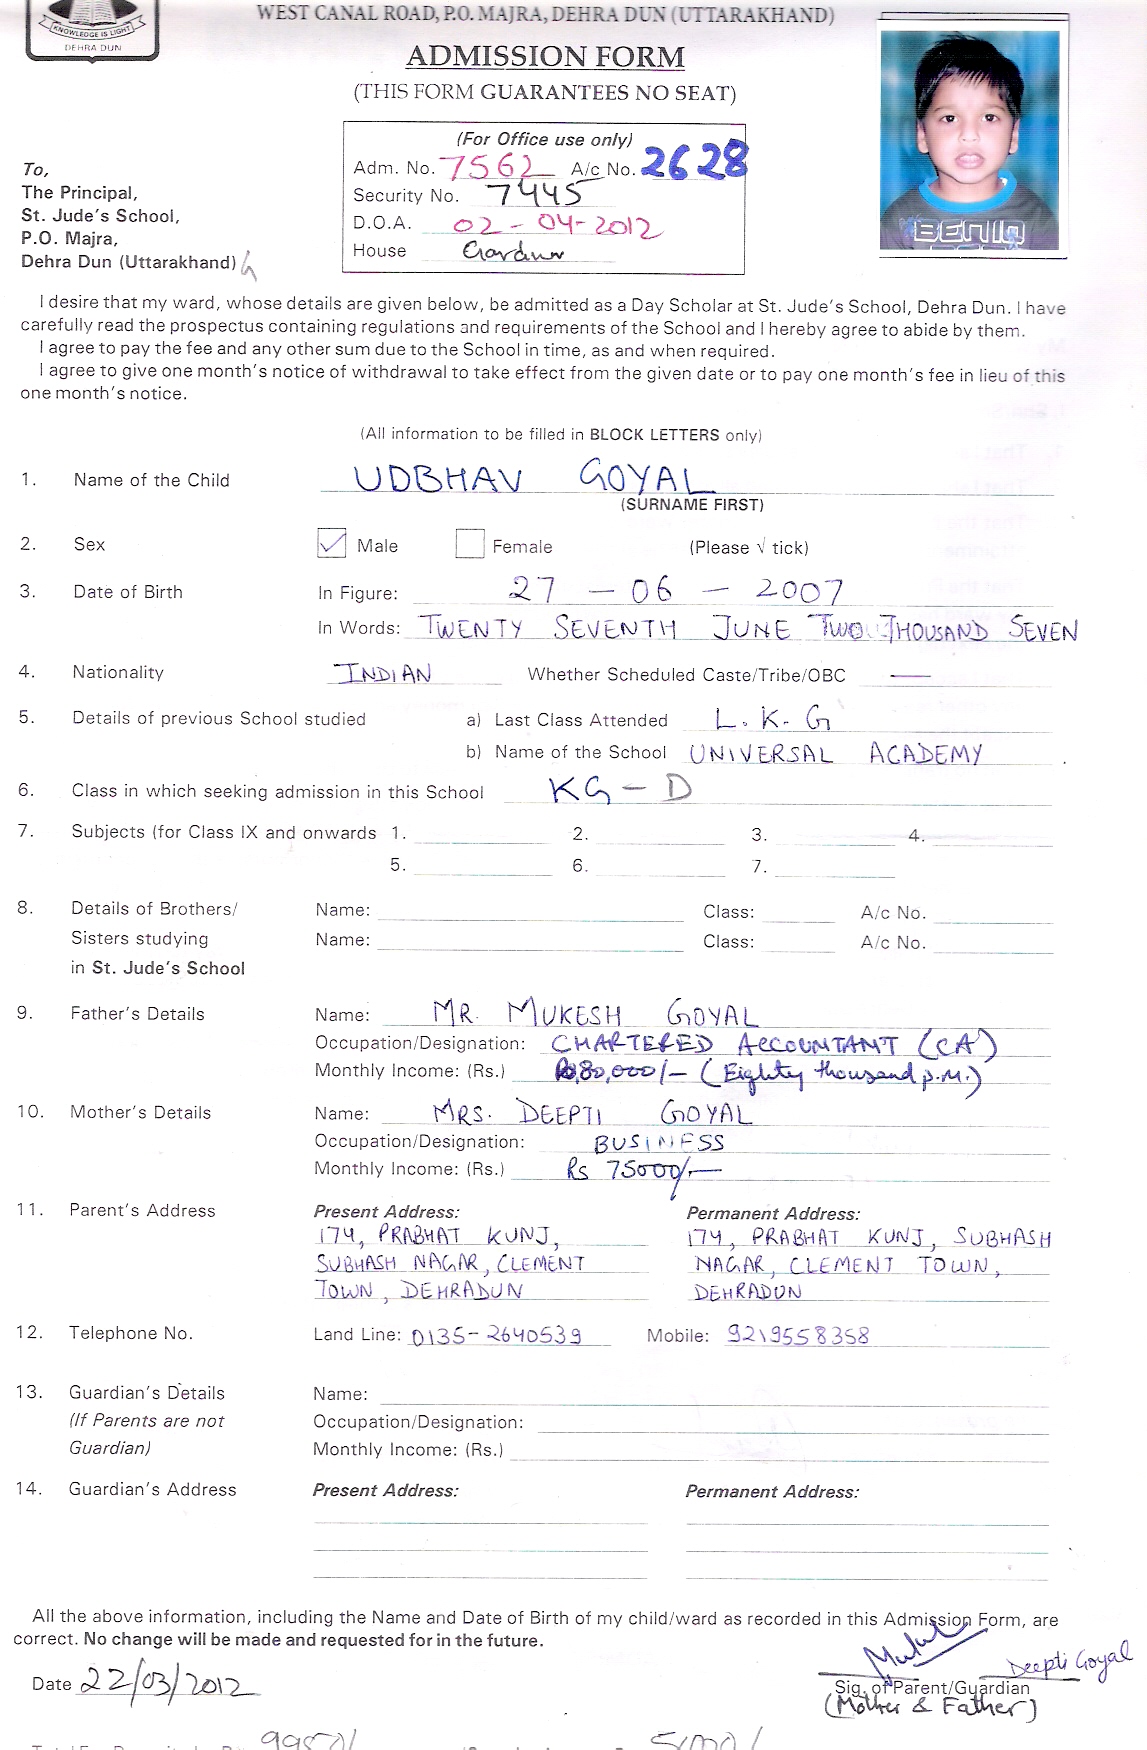 KNOWLEDGE IS LIGHT
DEHRA DUN
WEST CANAL ROAD, P.O. MAJRA, DEHRA DUN (UTTARAKHAND)
ADMISSION FORM
(THIS FORM GUARANTEES NO SEAT)
(For Office use only)
Adm. No. 7562 A/c No. 2628
Security No. 7445
D.O.A. 02-04-2012
House
To,
The Principal,
St. Jude's School,
P.O. Majra,
Dehra Dun (Uttarakhand)
I desire that my ward, whose details are given below, be admitted as a Day Scholar at St. Jude's School, Dehra Dun. I have
carefully read the prospectus containing regulations and requirements of the School and I hereby agree to abide by them.
I agree to pay the fee and any other sum due to the School in time, as and when required.
I agree to give one month's notice of withdrawal to take effect from the given date or to pay one month's fee in lieu of this
one month's notice.
(All information to be filled in BLOCK LETTERS only)
1. Name of the Child UDBHAV GOYAL
(SURNAME FIRST)
2. Sex Male Female (Please √ tick)
3. Date of Birth In Figure: 27 - 06 - 2007
In Words: TWENTY SEVENTH JUNE TWO THOUSAND SEVEN
4. Nationality INDIAN Whether Scheduled Caste/Tribe/OBC —
5. Details of previous School studied a) Last Class Attended L.K.G
b) Name of the School UNIVERSAL ACADEMY
6. Class in which seeking admission in this School KG - D
7. Subjects (for Class IX and onwards 1. 2. 3. 4.
5. 6. 7.
8. Details of Brothers/ Name: Class: A/c No.
Sisters studying Name: Class: A/c No.
in St. Jude's School
9. Father's Details Name: MR. MUKESH GOYAL
Occupation/Designation: CHARTERED ACCOUNTANT (CA)
Monthly Income: (Rs.) 80,000/- (Eighty thousand p.m.)
10. Mother's Details Name: MRS. DEEPTI GOYAL
Occupation/Designation: BUSINESS
Monthly Income: (Rs.) Rs 75000/-
11. Parent's Address Present Address: Permanent Address:
174, PRABHAT KUNJ, 174, PRABHAT KUNJ, SUBHASH
SUBHASH NAGAR, CLEMENT NAGAR, CLEMENT TOWN,
TOWN, DEHRADUN DEHRADUN
12. Telephone No. Land Line: 0135-2640539 Mobile: 9219558358
13. Guardian's Details Name:
(If Parents are not Occupation/Designation:
Guardian) Monthly Income: (Rs.)
14. Guardian's Address Present Address: Permanent Address:
All the above information, including the Name and Date of Birth of my child/ward as recorded in this Admission Form, are
correct. No change will be made and requested for in the future.
Deepti Goyal
Date 22/03/2012 Sig. of Parent/Guardian
(Mother & Father)
BENIQ